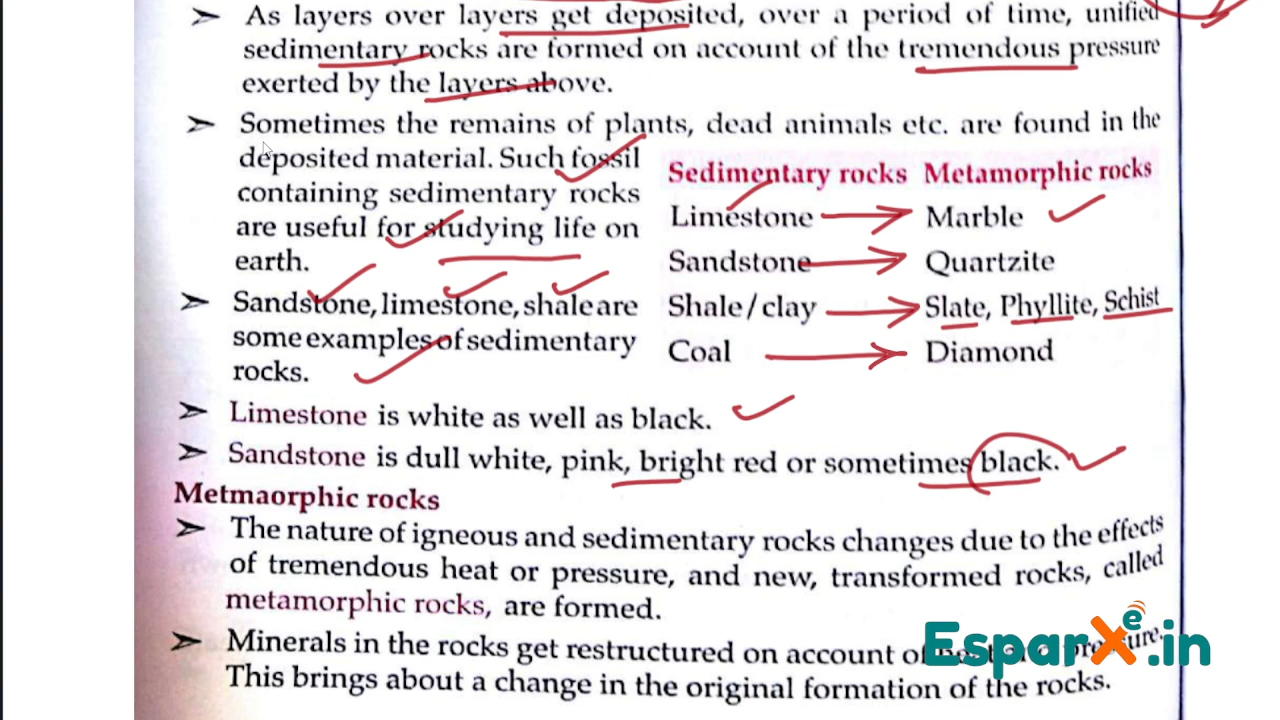 ➢ As layers over layers get deposited, over a period of time, unified
sedimentary rocks are formed on account of the tremendous pressure
exerted by the layers above.
➢ Sometimes the remains of plants, dead animals etc. are found in the
deposited material. Such fossil
containing sedimentary rocks
are useful for studying life on
earth.
➢ Sandstone, limestone, shale are
some examples of sedimentary
rocks.
Sedimentary rocks Metamorphic rocks
Limestone → Marble
Sandstone → Quartzite
Shale/clay → Slate, Phyllite, Schist
Coal → Diamond
➢ Limestone is white as well as black.
➢ Sandstone is dull white, pink, bright red or sometimes black.
Metmaorphic rocks
➢ The nature of igneous and sedimentary rocks changes due to the effects
of tremendous heat or pressure, and new, transformed rocks, called
metamorphic rocks, are formed.
➢ Minerals in the rocks get restructured on account of heat and pressure.
This brings about a change in the original formation of the rocks.
EsparXe.in